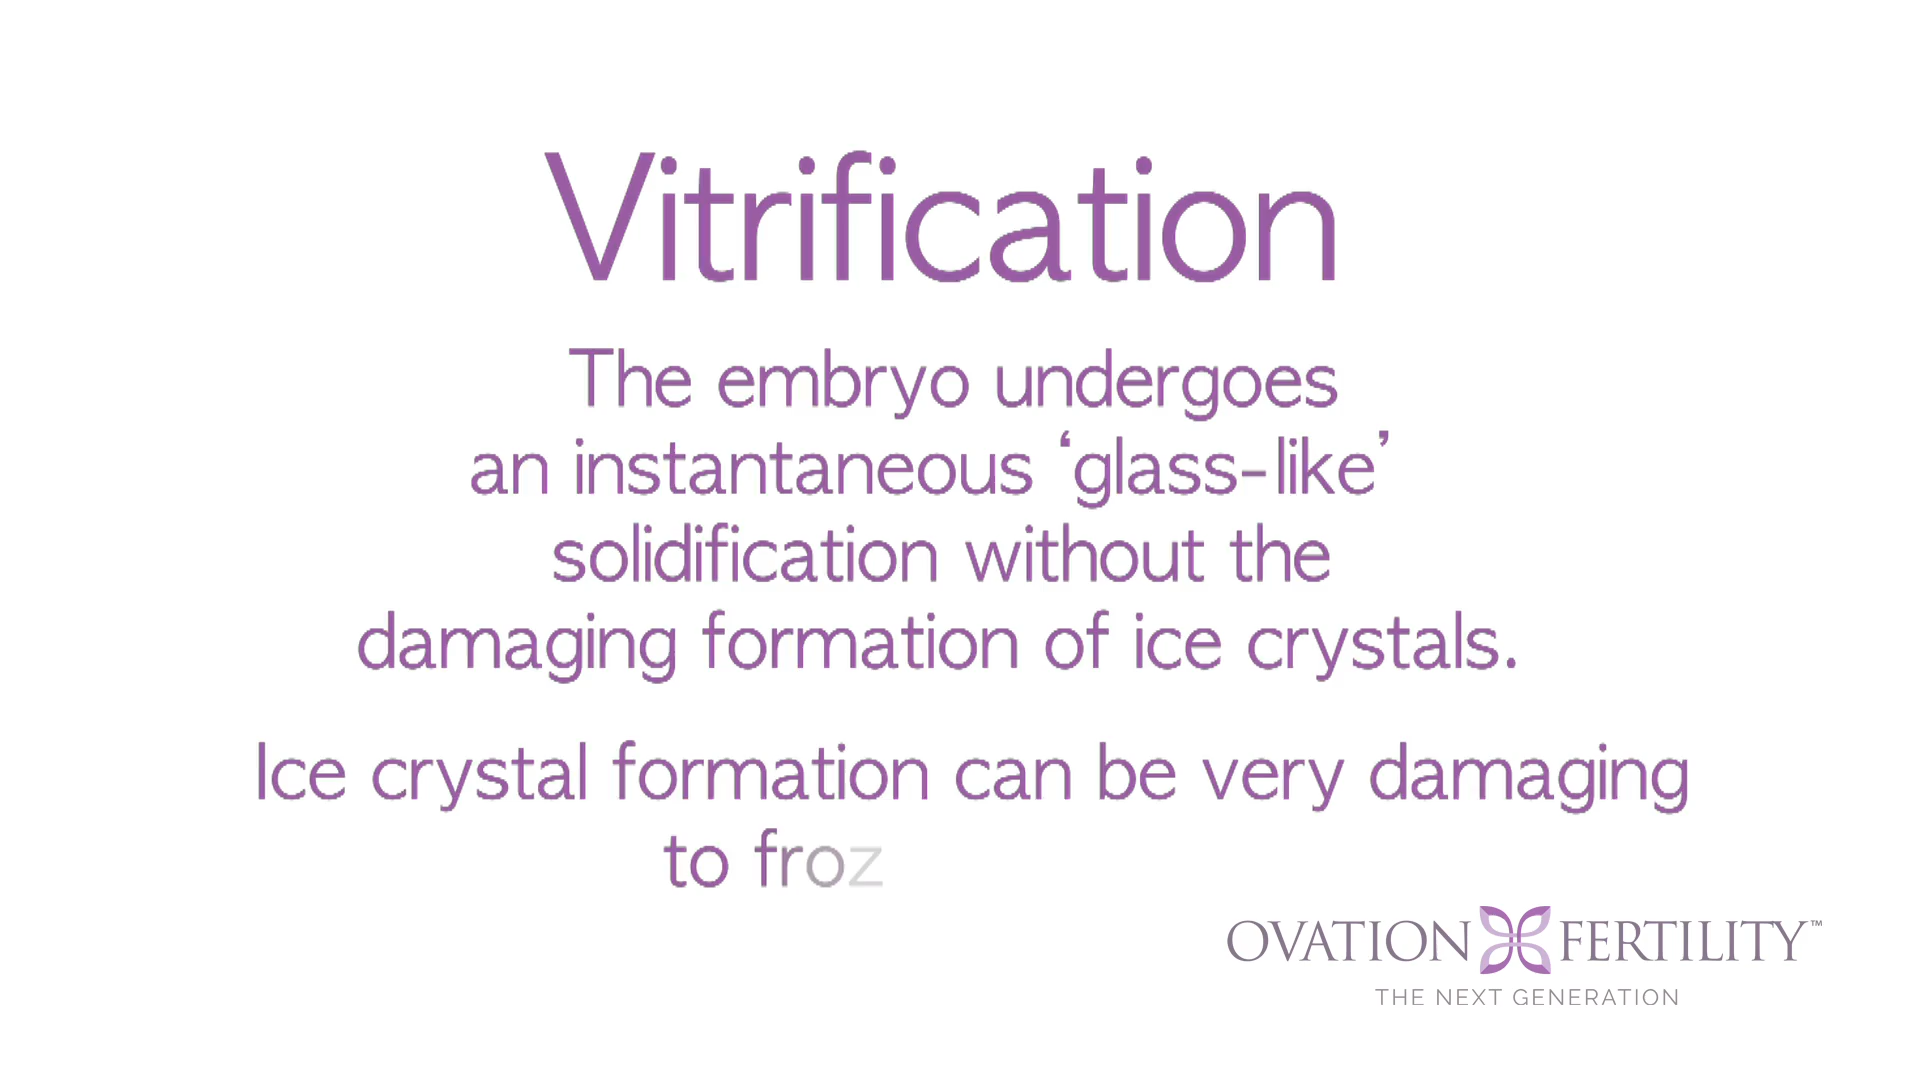 Vitrification
The embryo undergoes
an instantaneous ‘glass-like’
solidification without the
damaging formation of ice crystals.
Ice crystal formation can be very damaging
to froz
OVATION FERTILITY™
THE NEXT GENERATION